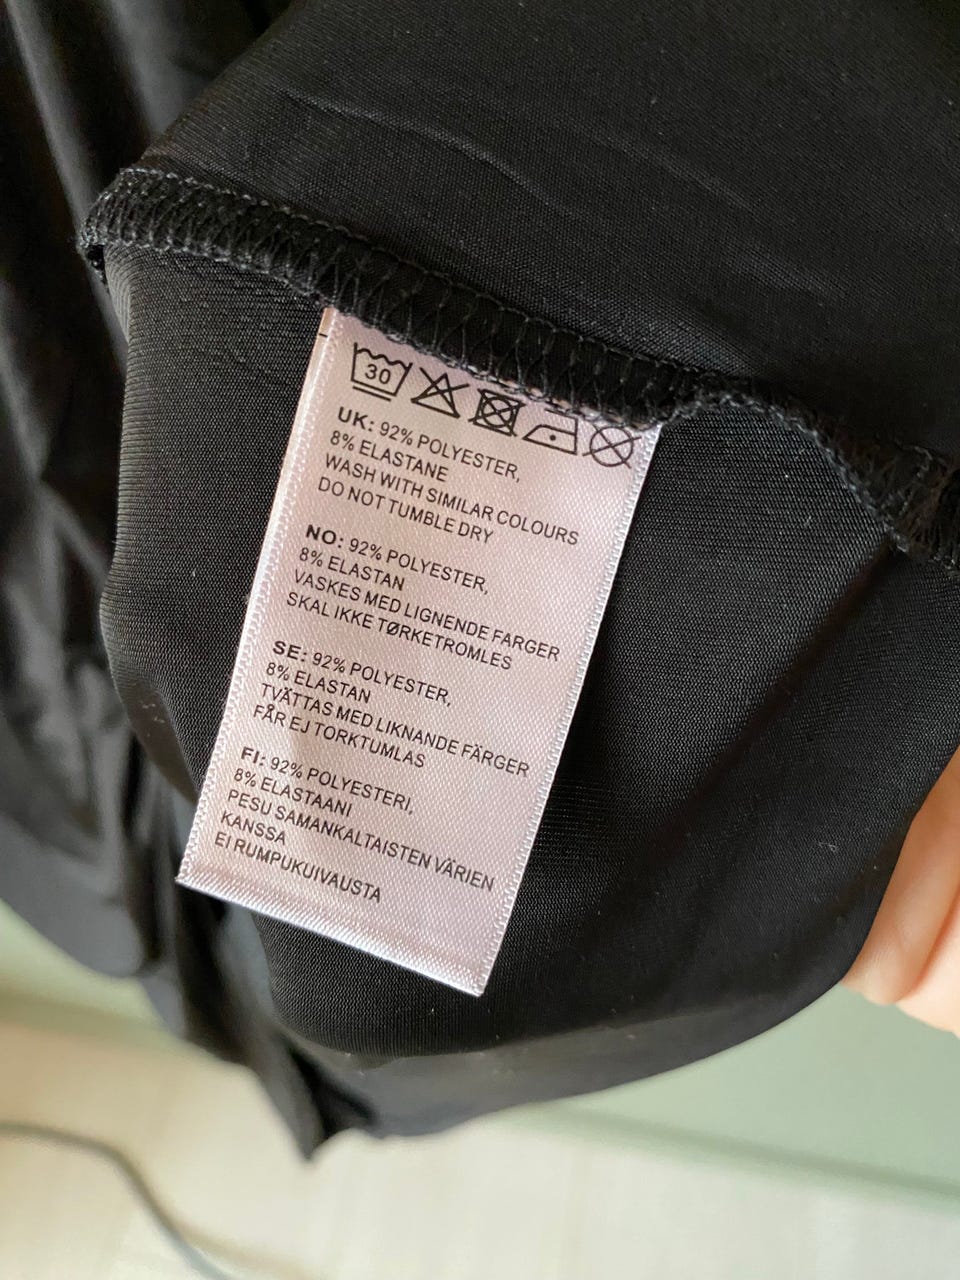 30
UK: 92% POLYESTER,
8% ELASTANE
WASH WITH SIMILAR COLOURS
DO NOT TUMBLE DRY
NO: 92% POLYESTER,
8% ELASTAN
VASKES MED LIGNENDE FARGER
SKAL IKKE TØRKETROMLES
SE: 92% POLYESTER,
8% ELASTAN
TVÄTTAS MED LIKNANDE FÄRGER
FÅR EJ TORKTUMLAS
FI: 92% POLYESTERI,
8% ELASTAANI
PESU SAMANKALTAISTEN VÄRIEN
KANSSA
EI RUMPUKUIVAUSTA